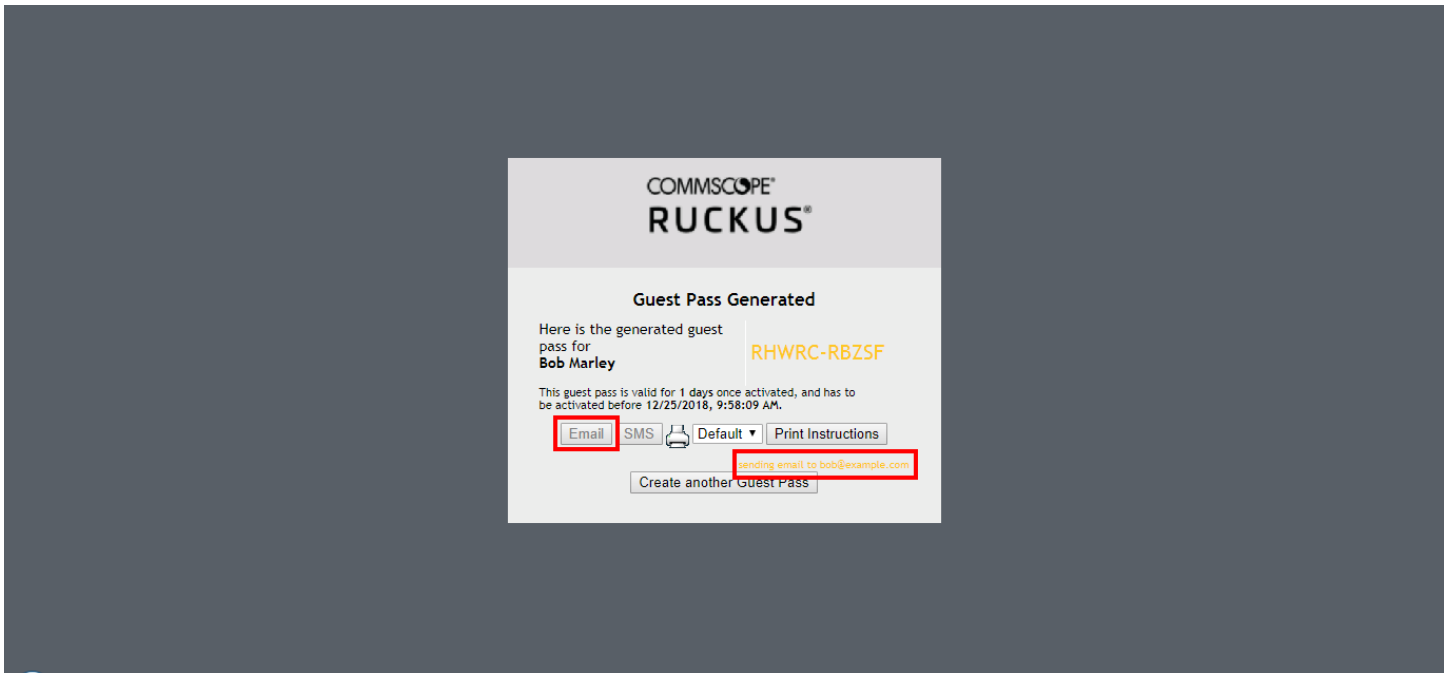 COMMSCOPE®
RUCKUS®
Guest Pass Generated
Here is the generated guest
pass for
Bob Marley
RHWRC-RBZSF
This guest pass is valid for 1 days once activated, and has to
be activated before 12/25/2018, 9:58:09 AM.
Email SMS Default ▼ Print Instructions
sending email to bob@example.com
Create another Guest Pass